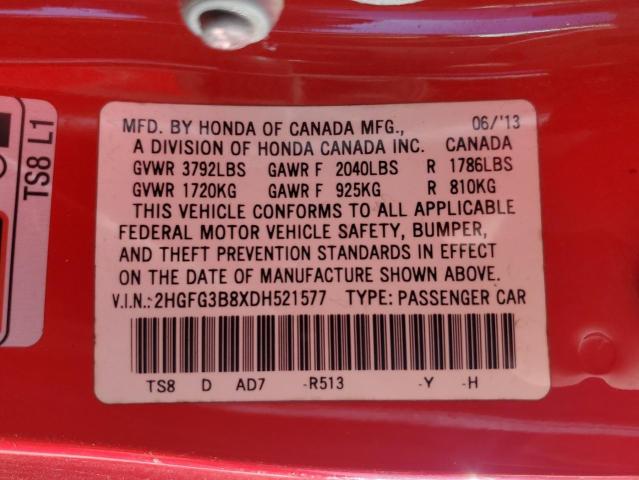 MFD. BY HONDA OF CANADA MFG., 06/'13
A DIVISION OF HONDA CANADA INC. CANADA
GVWR 3792LBS GAWR F 2040LBS R 1786LBS
GVWR 1720KG GAWR F 925KG R 810KG
THIS VEHICLE CONFORMS TO ALL APPLICABLE
FEDERAL MOTOR VEHICLE SAFETY, BUMPER,
AND THEFT PREVENTION STANDARDS IN EFFECT
ON THE DATE OF MANUFACTURE SHOWN ABOVE.
V.I.N.:2HGFG3B8XDH521577 TYPE: PASSENGER CAR
TS8 D AD7 -R513 -Y -H
TS8 L1